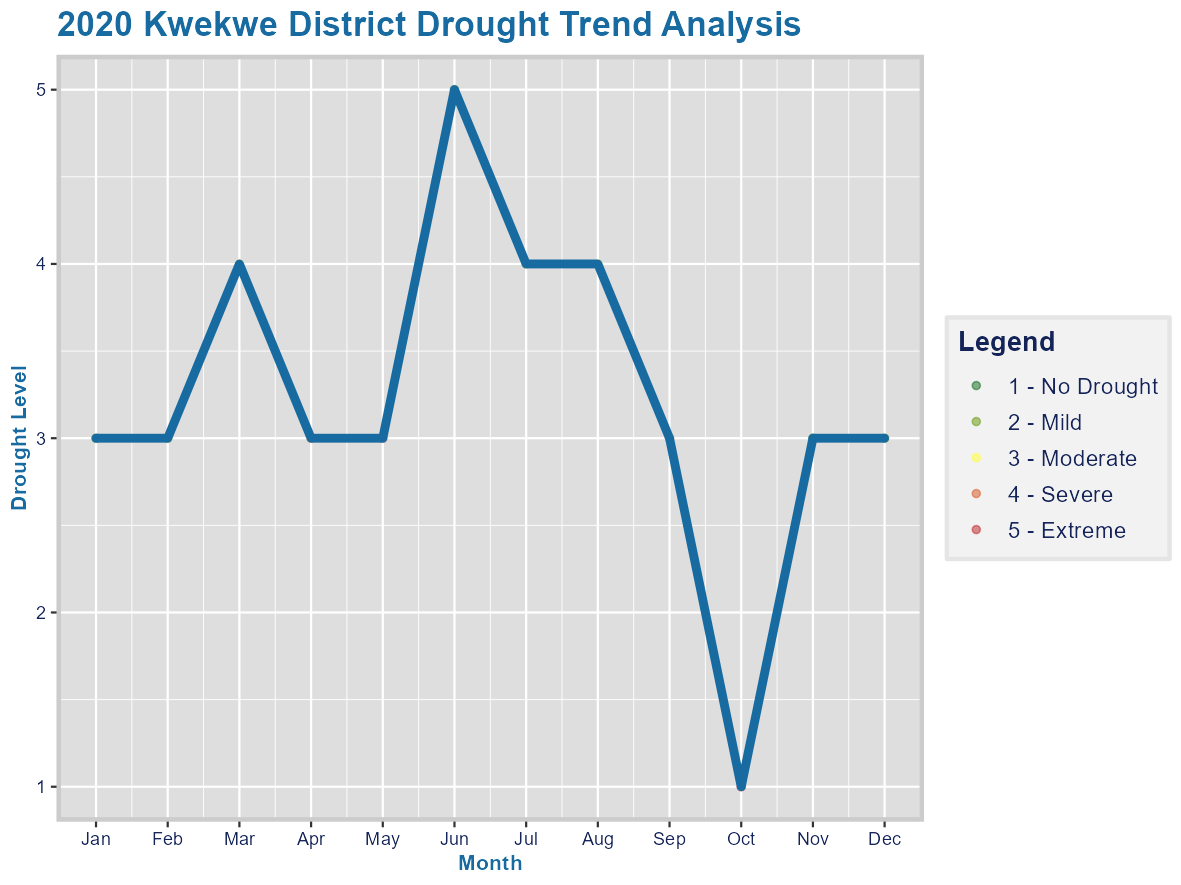 2020 Kwekwe District Drought Trend Analysis
5
4
3
2
1
Drought Level
Jan Feb Mar Apr May Jun Jul Aug Sep Oct Nov Dec
Month
Legend
1 - No Drought
2 - Mild
3 - Moderate
4 - Severe
5 - Extreme